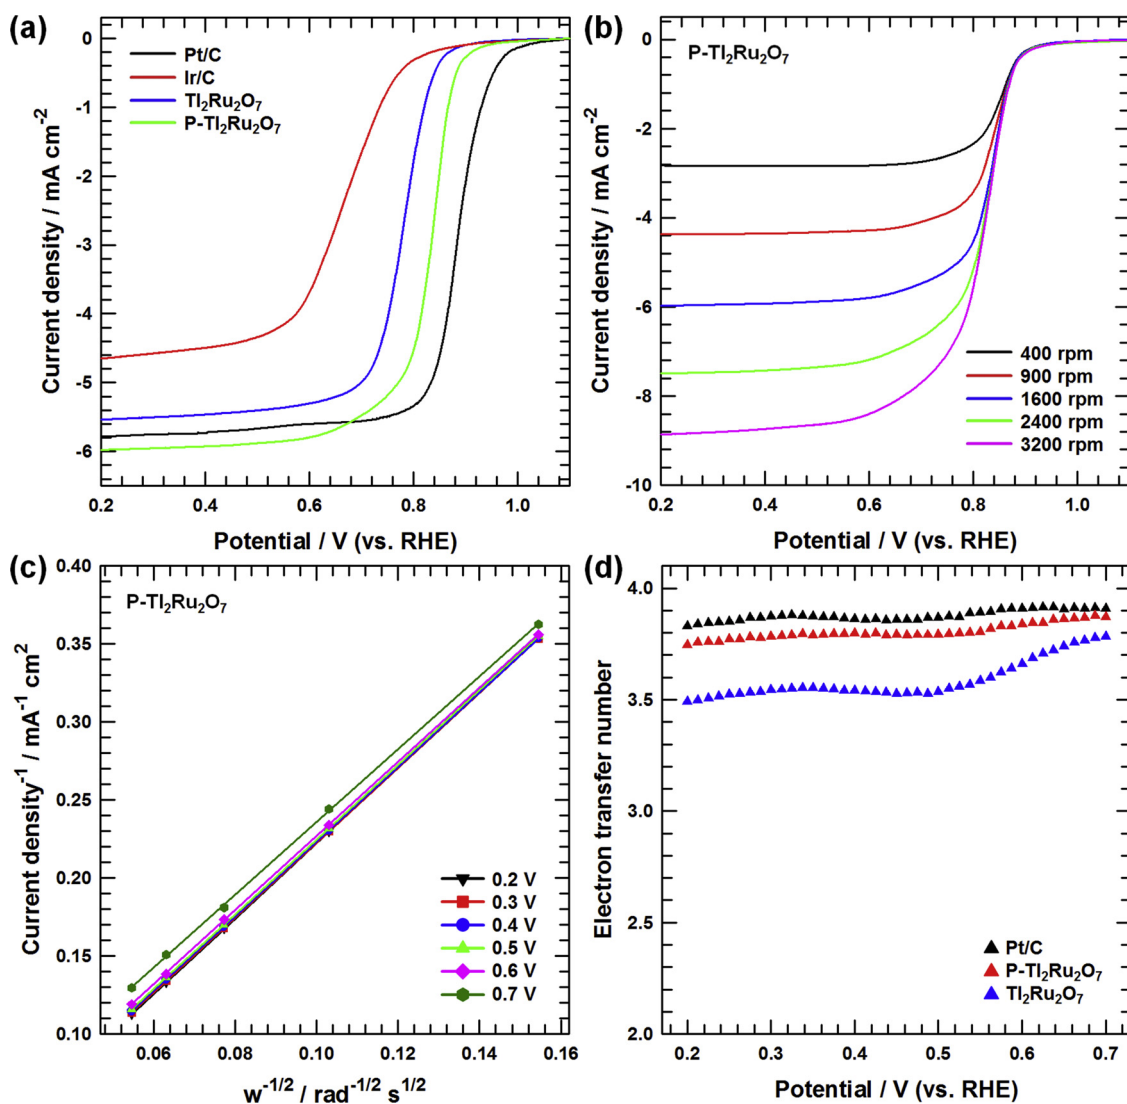 (a)
Pt/C
Ir/C
Tl₂Ru₂O₇
P-Tl₂Ru₂O₇
0
-1
-2
-3
-4
-5
-6
0.2 0.4 0.6 0.8 1.0
Current density / mA cm⁻²
Potential / V (vs. RHE)
(b)
P-Tl₂Ru₂O₇
0
-2
-4
-6
-8
-10
400 rpm
900 rpm
1600 rpm
2400 rpm
3200 rpm
0.2 0.4 0.6 0.8 1.0
Current density / mA cm⁻²
Potential / V (vs. RHE)
(c)
P-Tl₂Ru₂O₇
0.40
0.35
0.30
0.25
0.20
0.15
0.10
0.2 V
0.3 V
0.4 V
0.5 V
0.6 V
0.7 V
0.06 0.08 0.10 0.12 0.14 0.16
Current density⁻¹ / mA⁻¹ cm²
w⁻¹/² / rad⁻¹/² s¹/²
(d)
4.0
3.5
3.0
2.5
2.0
Pt/C
P-Tl₂Ru₂O₇
Tl₂Ru₂O₇
0.2 0.3 0.4 0.5 0.6 0.7
Electron transfer number
Potential / V (vs. RHE)